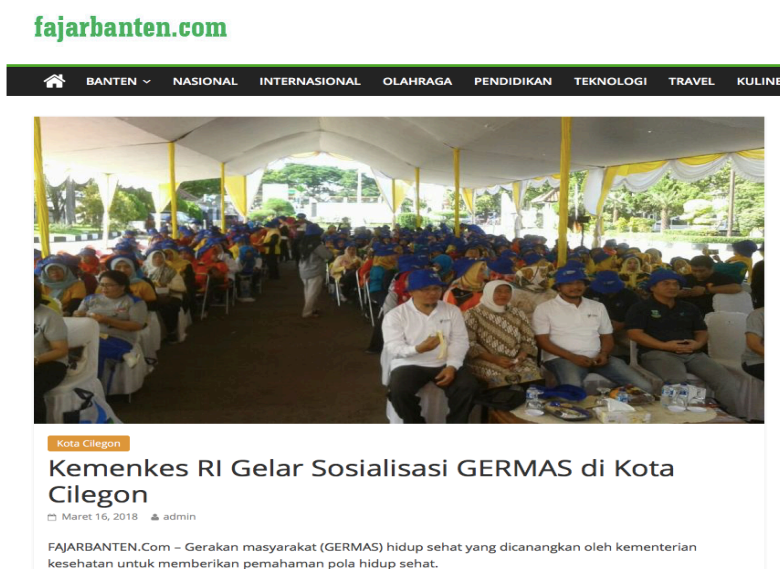 fajarbanten.com
BANTEN NASIONAL INTERNASIONAL OLAHRAGA PENDIDIKAN TEKNOLOGI TRAVEL KULINE
Kota Cilegon
Kemenkes RI Gelar Sosialisasi GERMAS di Kota
Cilegon
Maret 16, 2018 admin
FAJARBANTEN.Com – Gerakan masyarakat (GERMAS) hidup sehat yang dicanangkan oleh kementerian
kesehatan untuk memberikan pemahaman pola hidup sehat.